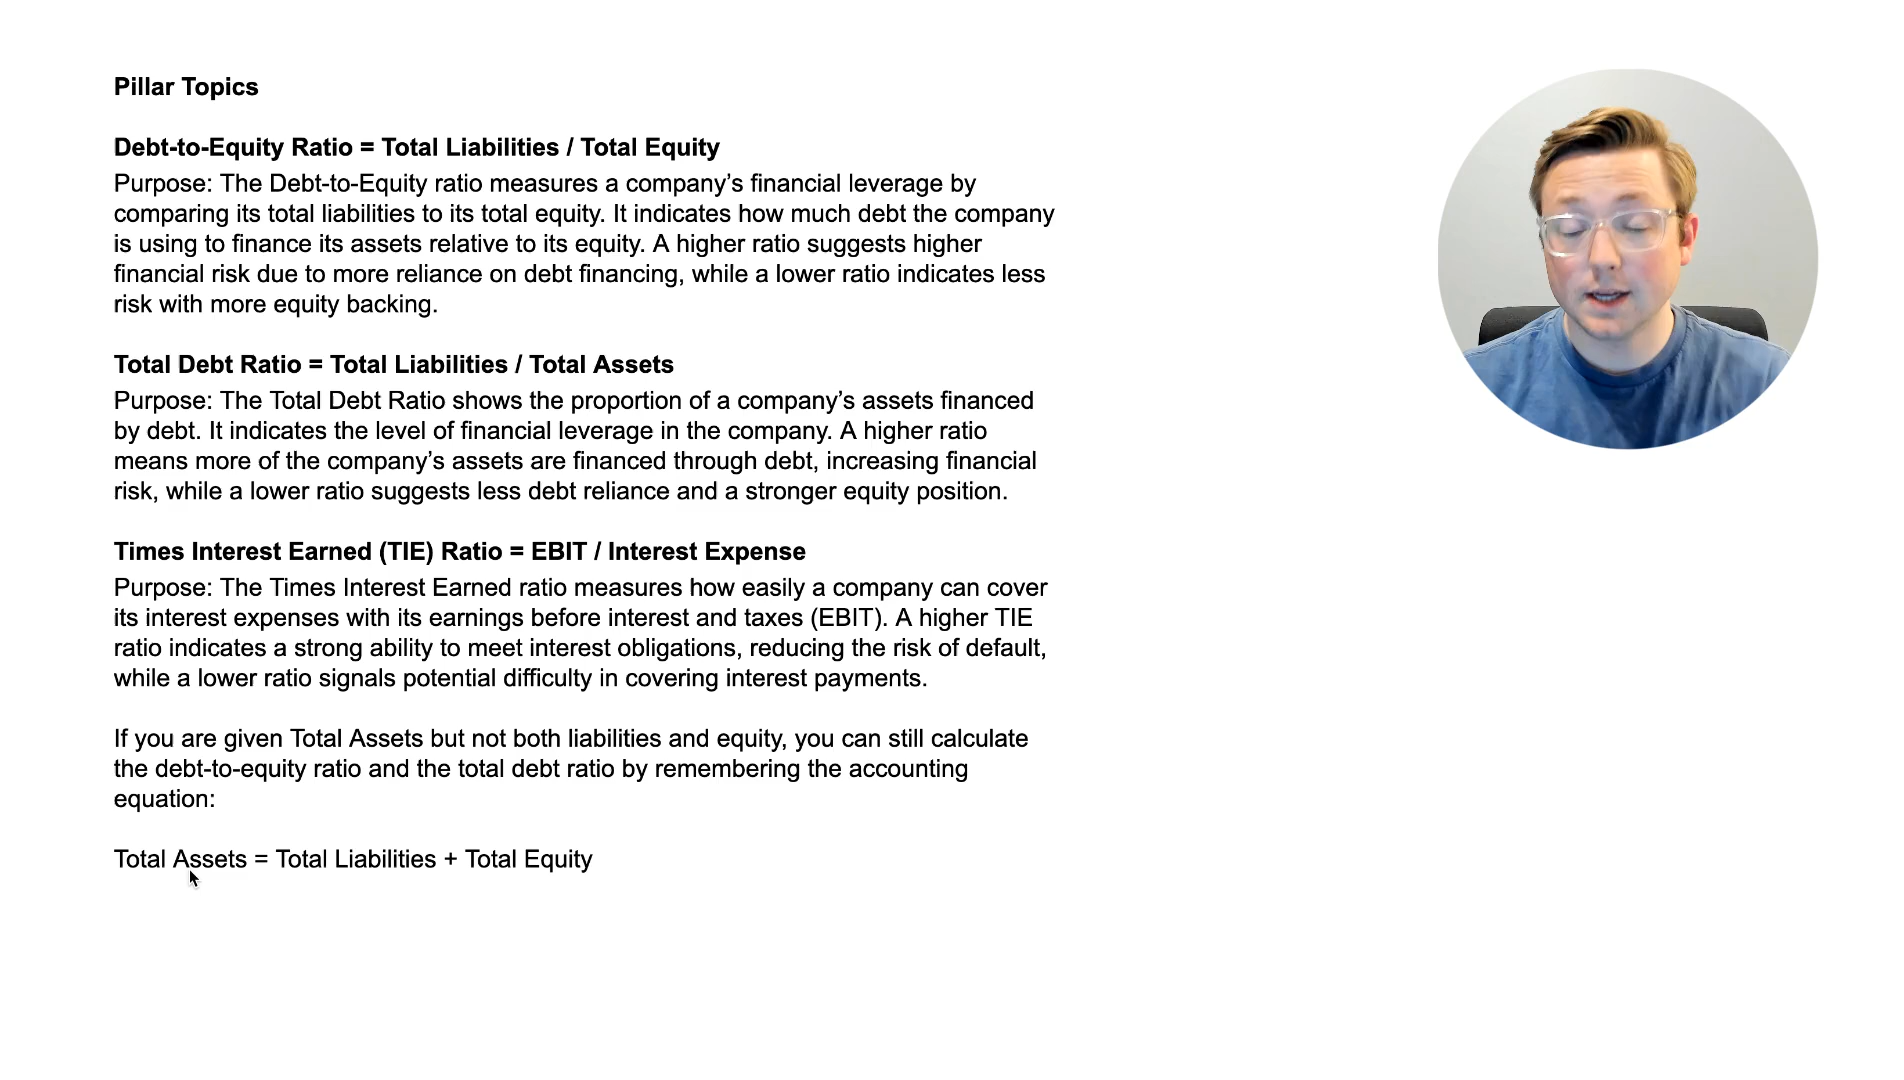 Pillar Topics
Debt-to-Equity Ratio = Total Liabilities / Total Equity
Purpose: The Debt-to-Equity ratio measures a company’s financial leverage by
comparing its total liabilities to its total equity. It indicates how much debt the company
is using to finance its assets relative to its equity. A higher ratio suggests higher
financial risk due to more reliance on debt financing, while a lower ratio indicates less
risk with more equity backing.
Total Debt Ratio = Total Liabilities / Total Assets
Purpose: The Total Debt Ratio shows the proportion of a company’s assets financed
by debt. It indicates the level of financial leverage in the company. A higher ratio
means more of the company’s assets are financed through debt, increasing financial
risk, while a lower ratio suggests less debt reliance and a stronger equity position.
Times Interest Earned (TIE) Ratio = EBIT / Interest Expense
Purpose: The Times Interest Earned ratio measures how easily a company can cover
its interest expenses with its earnings before interest and taxes (EBIT). A higher TIE
ratio indicates a strong ability to meet interest obligations, reducing the risk of default,
while a lower ratio signals potential difficulty in covering interest payments.
If you are given Total Assets but not both liabilities and equity, you can still calculate
the debt-to-equity ratio and the total debt ratio by remembering the accounting
equation:
Total Assets = Total Liabilities + Total Equity